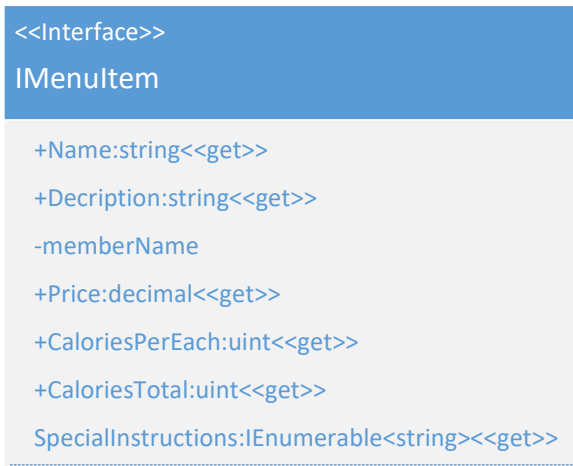 <<Interface>>
IMenuItem
+Name:string<<get>>
+Decription:string<<get>>
-memberName
+Price:decimal<<get>>
+CaloriesPerEach:uint<<get>>
+CaloriesTotal:uint<<get>>
SpecialInstructions:IEnumerable<string><<get>>